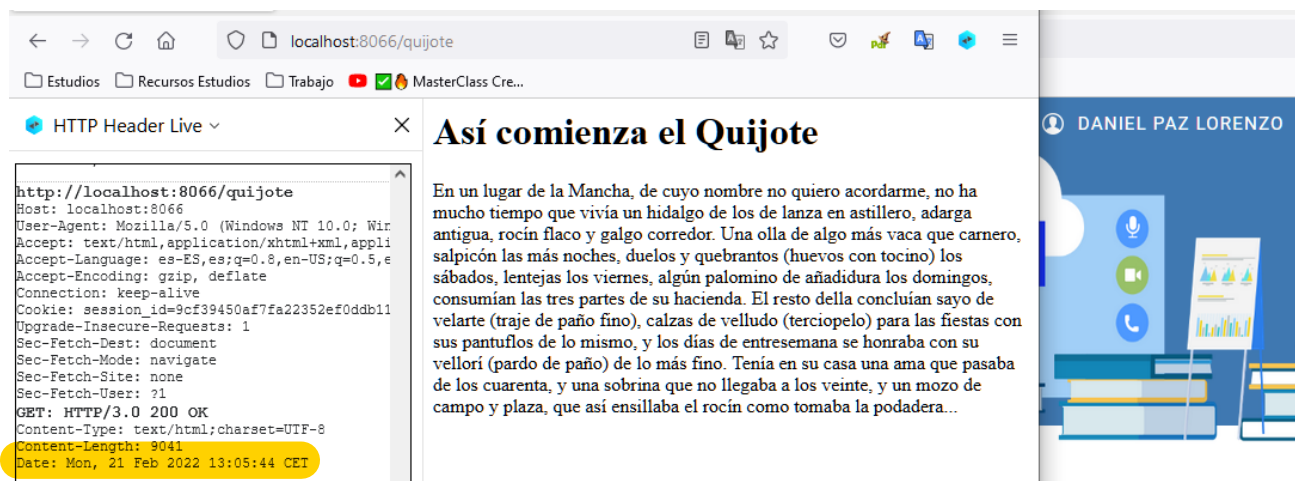 localhost:8066/quijote
Estudios Recursos Estudios Trabajo MasterClass Cre...
HTTP Header Live
http://localhost:8066/quijote
Host: localhost:8066
User-Agent: Mozilla/5.0 (Windows NT 10.0; Win
Accept: text/html,application/xhtml+xml,appli
Accept-Language: es-ES,es;q=0.8,en-US;q=0.5,e
Accept-Encoding: gzip, deflate
Connection: keep-alive
Cookie: session_id=9cf39450af7fa22352ef0ddb11
Upgrade-Insecure-Requests: 1
Sec-Fetch-Dest: document
Sec-Fetch-Mode: navigate
Sec-Fetch-Site: none
Sec-Fetch-User: ?1
GET: HTTP/3.0 200 OK
Content-Type: text/html;charset=UTF-8
Content-Length: 9041
Date: Mon, 21 Feb 2022 13:05:44 CET
Así comienza el Quijote
En un lugar de la Mancha, de cuyo nombre no quiero acordarme, no ha
mucho tiempo que vivía un hidalgo de los de lanza en astillero, adarga
antigua, rocín flaco y galgo corredor. Una olla de algo más vaca que carnero,
salpicón las más noches, duelos y quebrantos (huevos con tocino) los
sábados, lentejas los viernes, algún palomino de añadidura los domingos,
consumían las tres partes de su hacienda. El resto della concluían sayo de
velarte (traje de paño fino), calzas de velludo (terciopelo) para las fiestas con
sus pantuflos de lo mismo, y los días de entresemana se honraba con su
vellorí (pardo de paño) de lo más fino. Tenía en su casa una ama que pasaba
de los cuarenta, y una sobrina que no llegaba a los veinte, y un mozo de
campo y plaza, que así ensillaba el rocín como tomaba la podadera...
DANIEL PAZ LORENZO